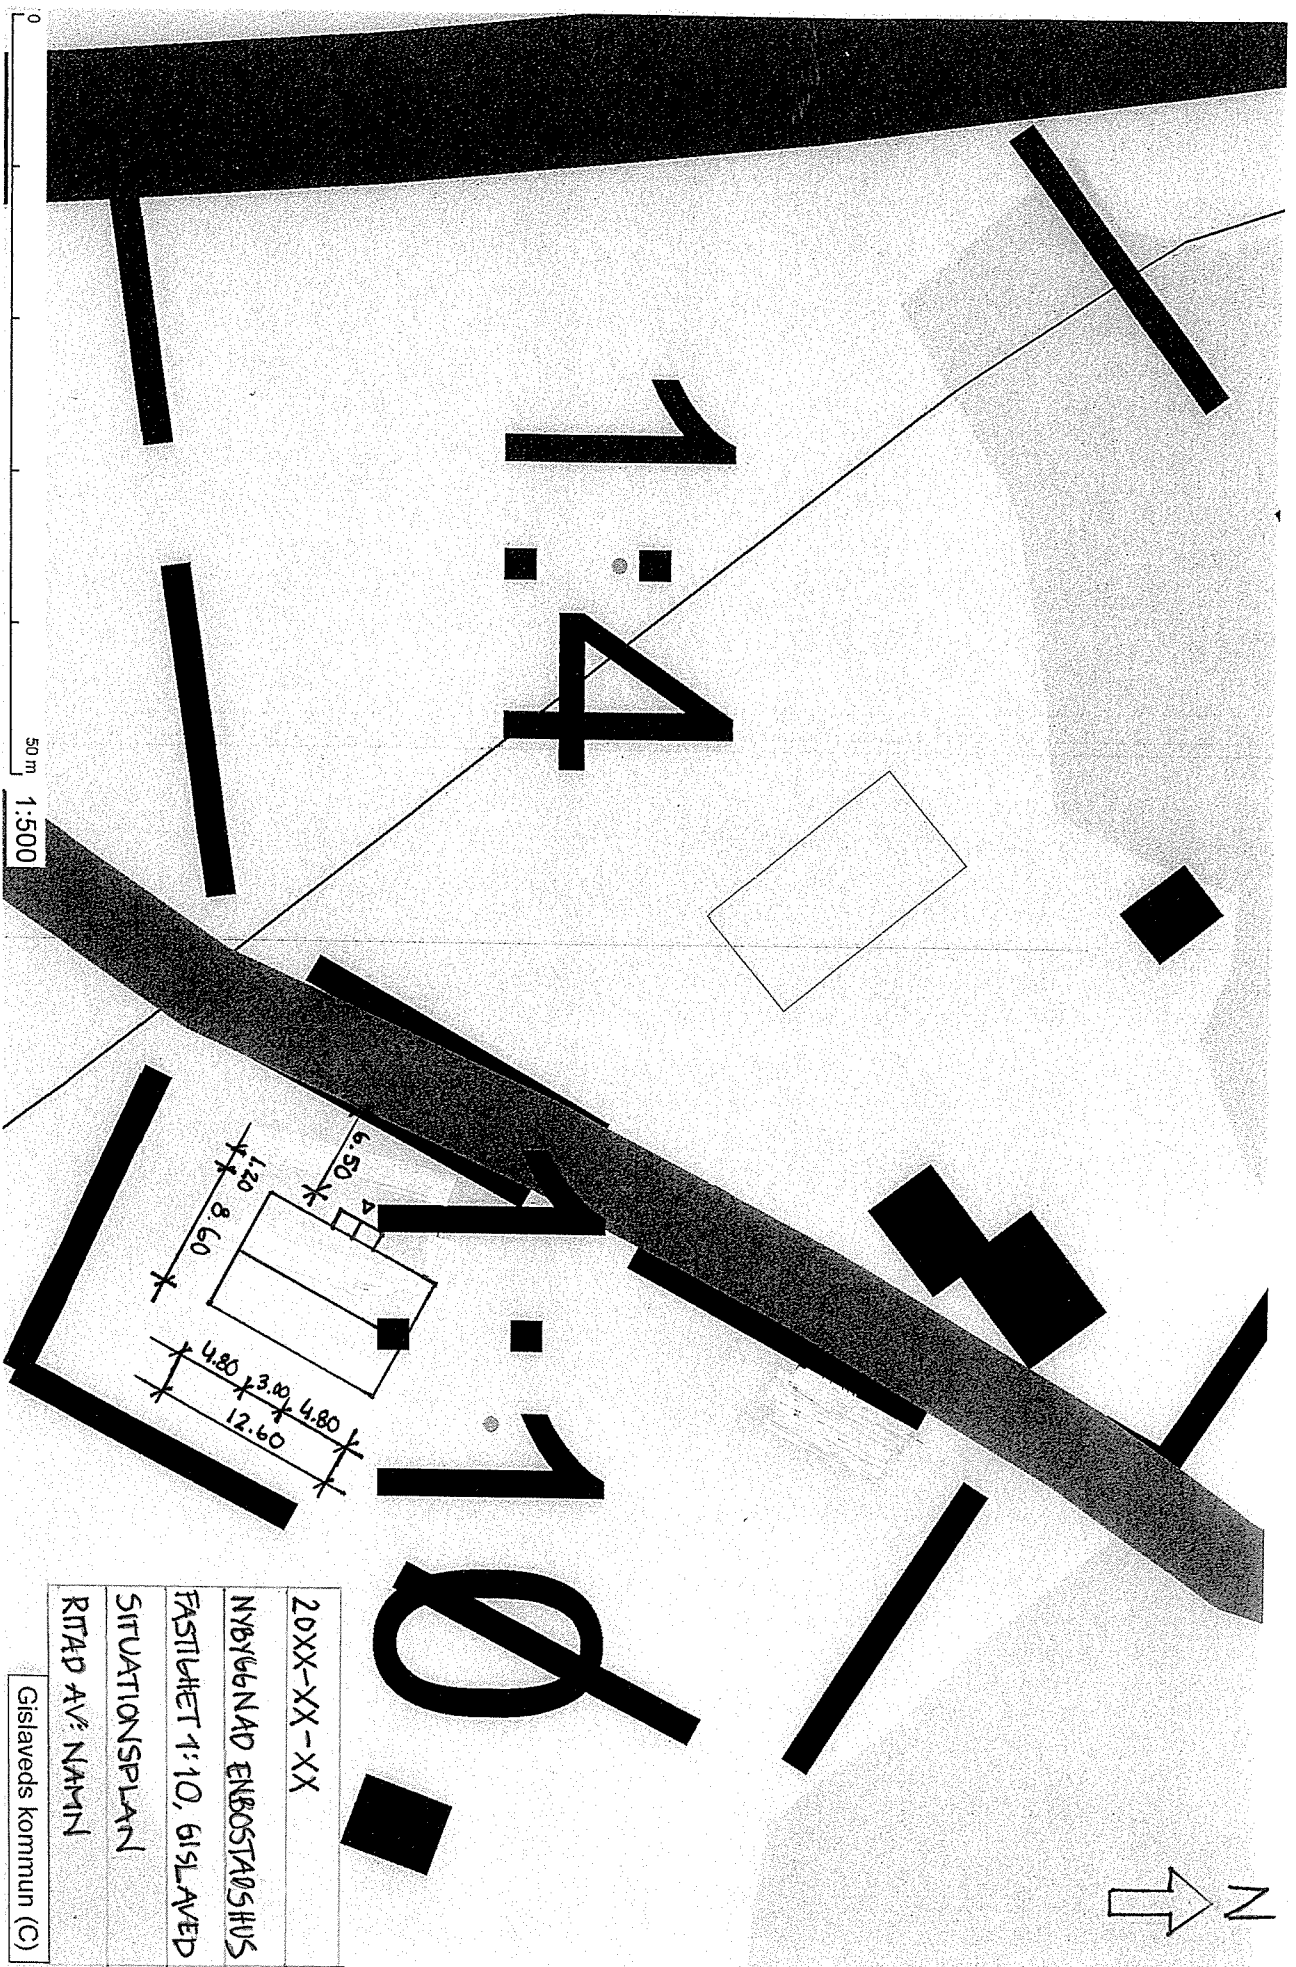 N
1:4
1:10
6.50
1.20
8.60
4.80
3.00
4.80
12.60
0
50 m
1:500
20XX-XX-XX
NYBYGGNAD ENBOSTADSHUS
FASTIGHET 1:10, GISLAVED
SITUATIONSPLAN
RITAD AV: NAMN
Gislaveds kommun (C)